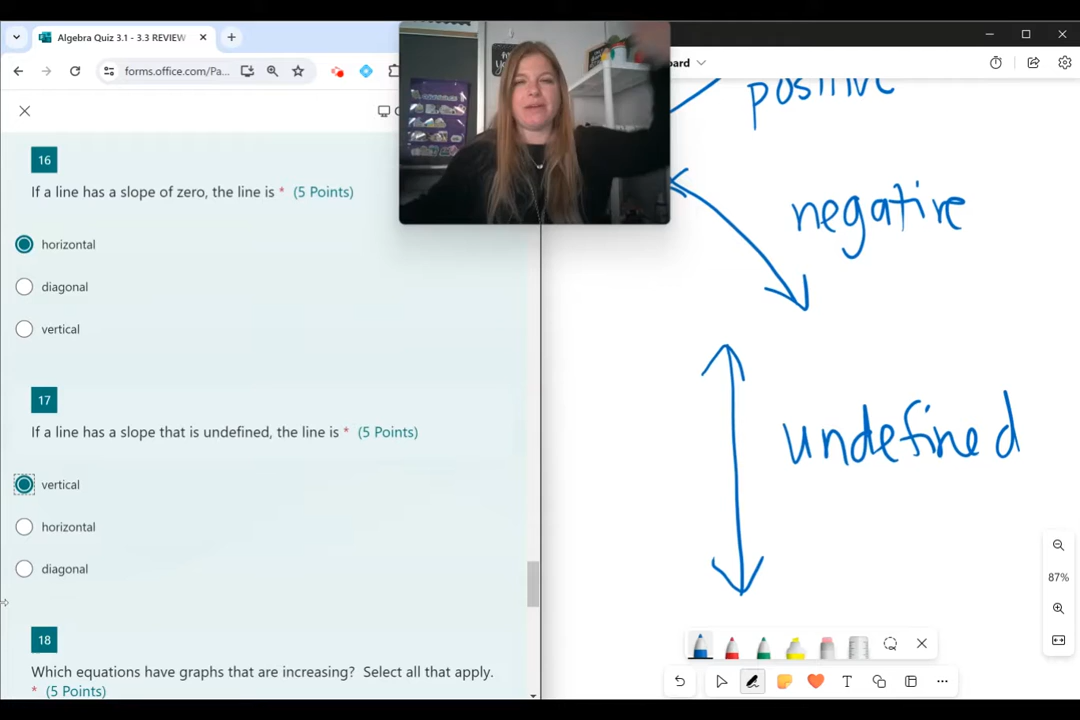 Algebra Quiz 3.1 - 3.3 REVIEW
forms.office.com/Pa...
16
If a line has a slope of zero, the line is * (5 Points)
horizontal
diagonal
vertical
17
If a line has a slope that is undefined, the line is * (5 Points)
vertical
horizontal
diagonal
18
Which equations have graphs that are increasing? Select all that apply.
* (5 Points)
positive
negative
undefined
87%
T